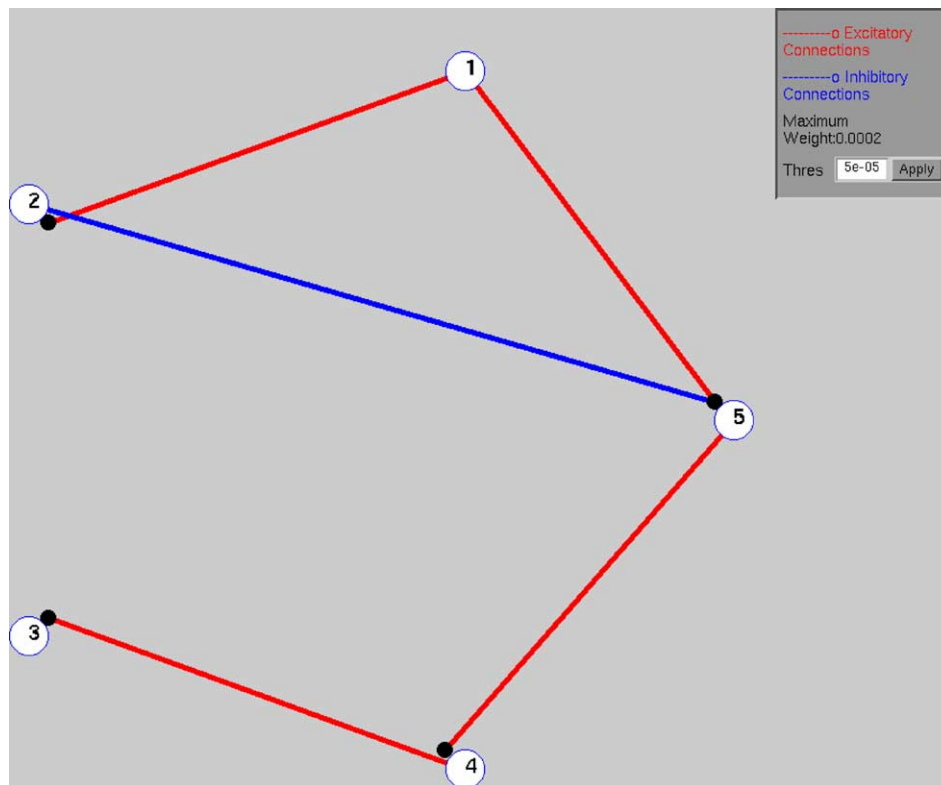 1
2
3
4
5
---------o Excitatory
Connections
---------o Inhibitory
Connections
Maximum
Weight:0.0002
Thres 5e-05 Apply